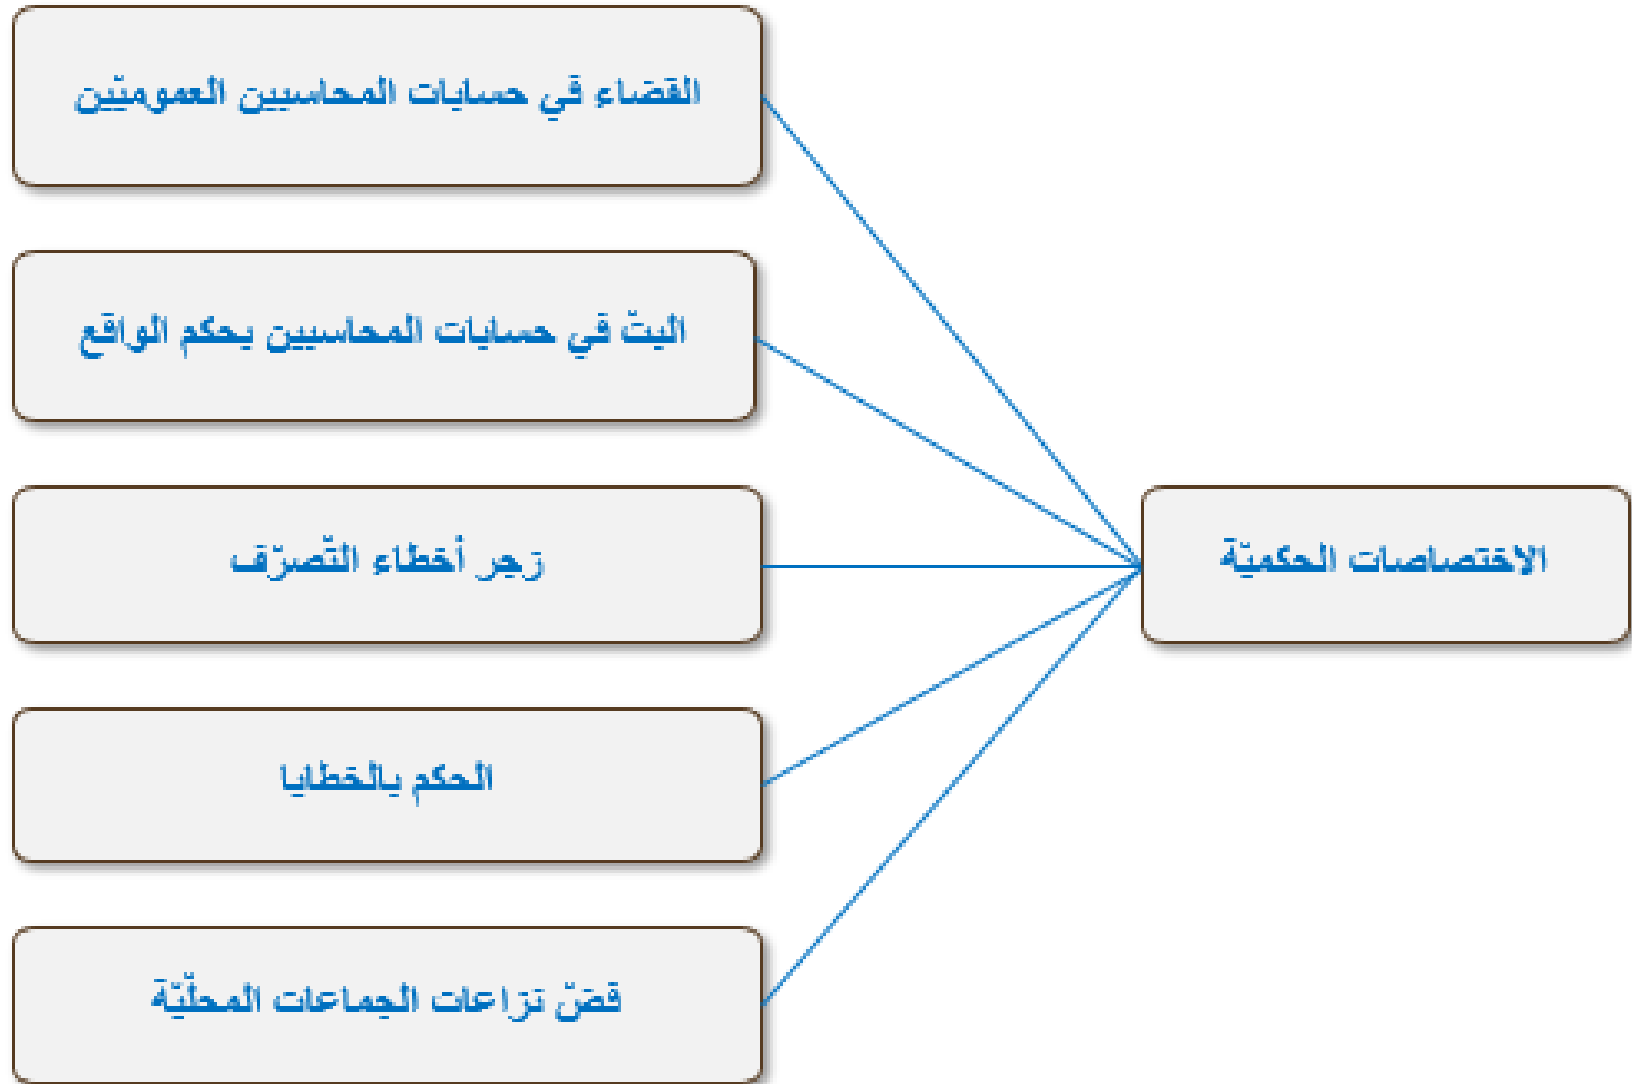 القضاء في حسابات المحاسبين العموميّين
البتّ في حسابات المحاسبين بحكم الواقع
زجر أخطاء التّصرّف
الاختصاصات الحكميّة
الحكم بالخطايا
فضّ نزاعات الجماعات المحلّيّة